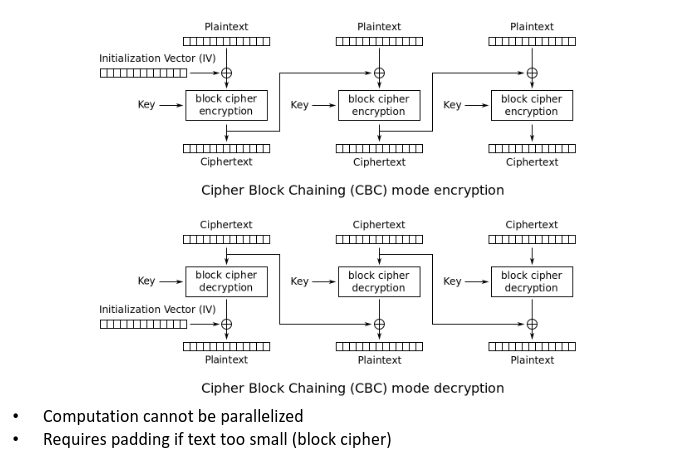 Plaintext Plaintext Plaintext
Initialization Vector (IV)
Key block cipher encryption Key block cipher encryption Key block cipher encryption
Ciphertext Ciphertext Ciphertext
Cipher Block Chaining (CBC) mode encryption
Ciphertext Ciphertext Ciphertext
Key block cipher decryption Key block cipher decryption Key block cipher decryption
Initialization Vector (IV)
Plaintext Plaintext Plaintext
Cipher Block Chaining (CBC) mode decryption
• Computation cannot be parallelized
• Requires padding if text too small (block cipher)